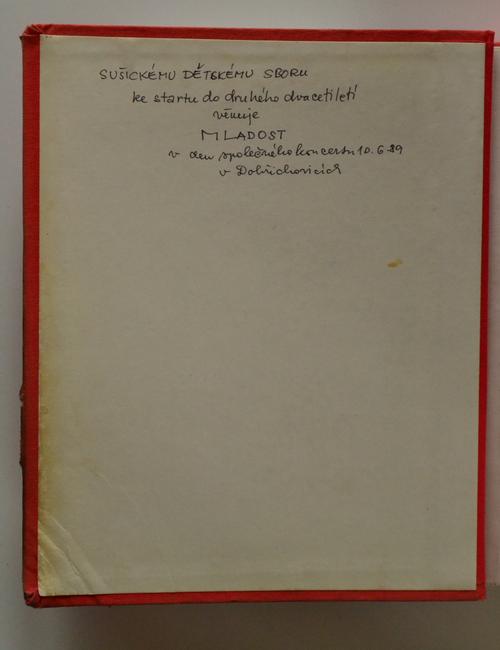 SUŠICKÉMU DĚTSKÉMU SBORU
ke startu do druhého dvacetiletí
věnuje
MLADOST
v den společného koncertu 10.6.89
v Dobřichovicích